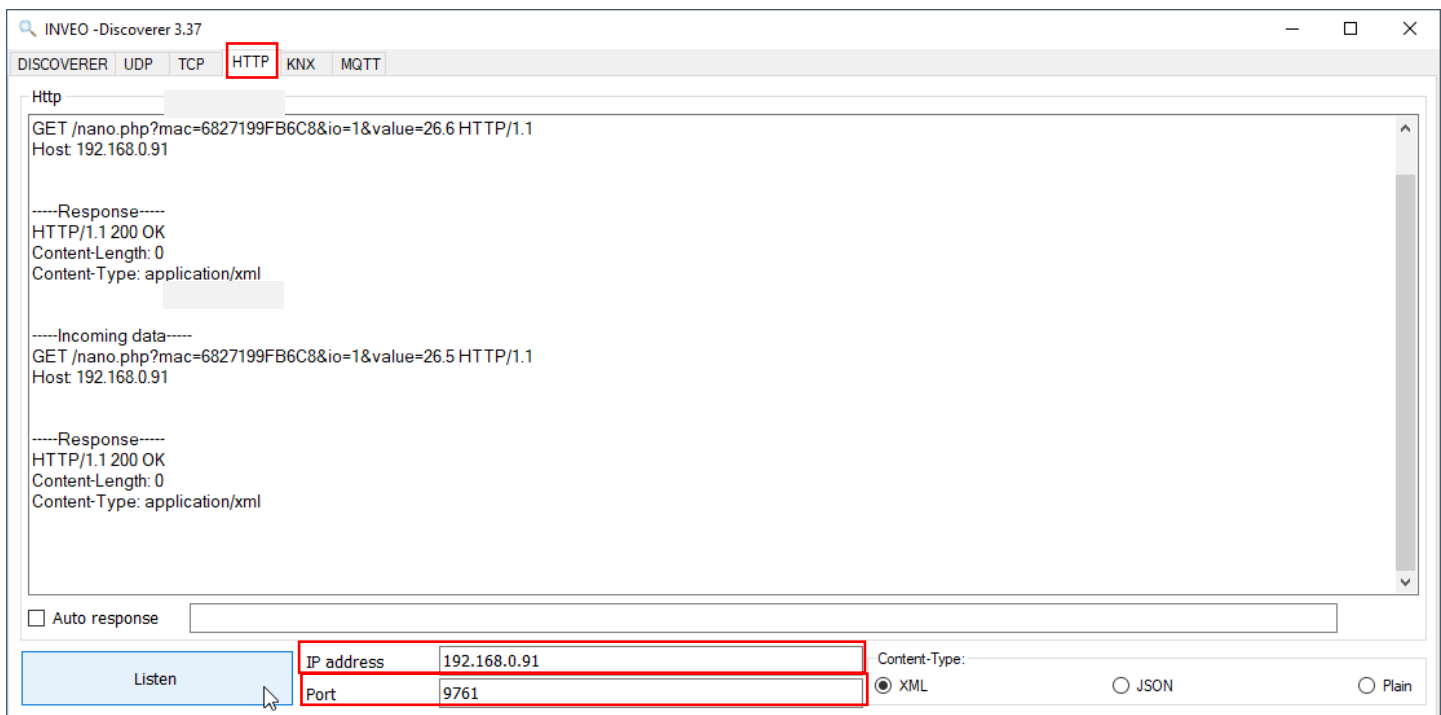 INVEO -Discoverer 3.37
DISCOVERER UDP TCP HTTP KNX MQTT
Http
GET /nano.php?mac=6827199FB6C8&io=1&value=26.6 HTTP/1.1
Host: 192.168.0.91
-----Response-----
HTTP/1.1 200 OK
Content-Length: 0
Content-Type: application/xml
-----Incoming data-----
GET /nano.php?mac=6827199FB6C8&io=1&value=26.5 HTTP/1.1
Host: 192.168.0.91
-----Response-----
HTTP/1.1 200 OK
Content-Length: 0
Content-Type: application/xml
Auto response
IP address 192.168.0.91 Content-Type:
Listen
Port 9761 XML JSON Plain